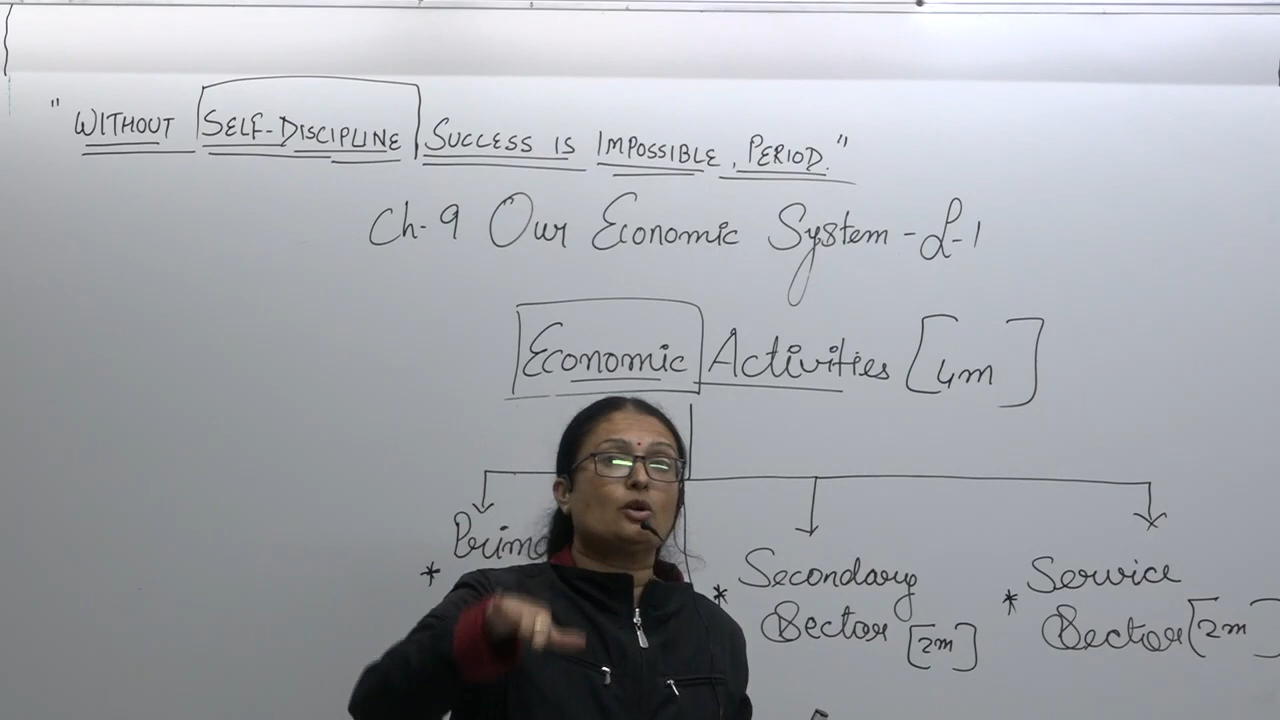 "WITHOUT SELF-DISCIPLINE SUCCESS IS IMPOSSIBLE, PERIOD."
Ch-9 Our Economic System - L-1
Economic Activities [4m]
* Secondary Sector [2m]
* Service Sector [2m]